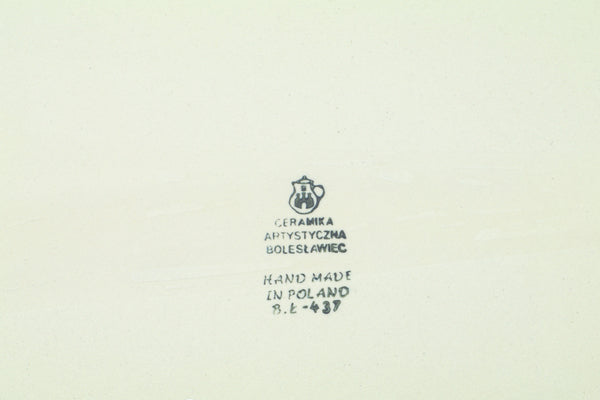 CERAMIKA
ARTYSTYCZNA
BOLESŁAWIEC
HAND MADE
IN POLAND
B.Ł-437